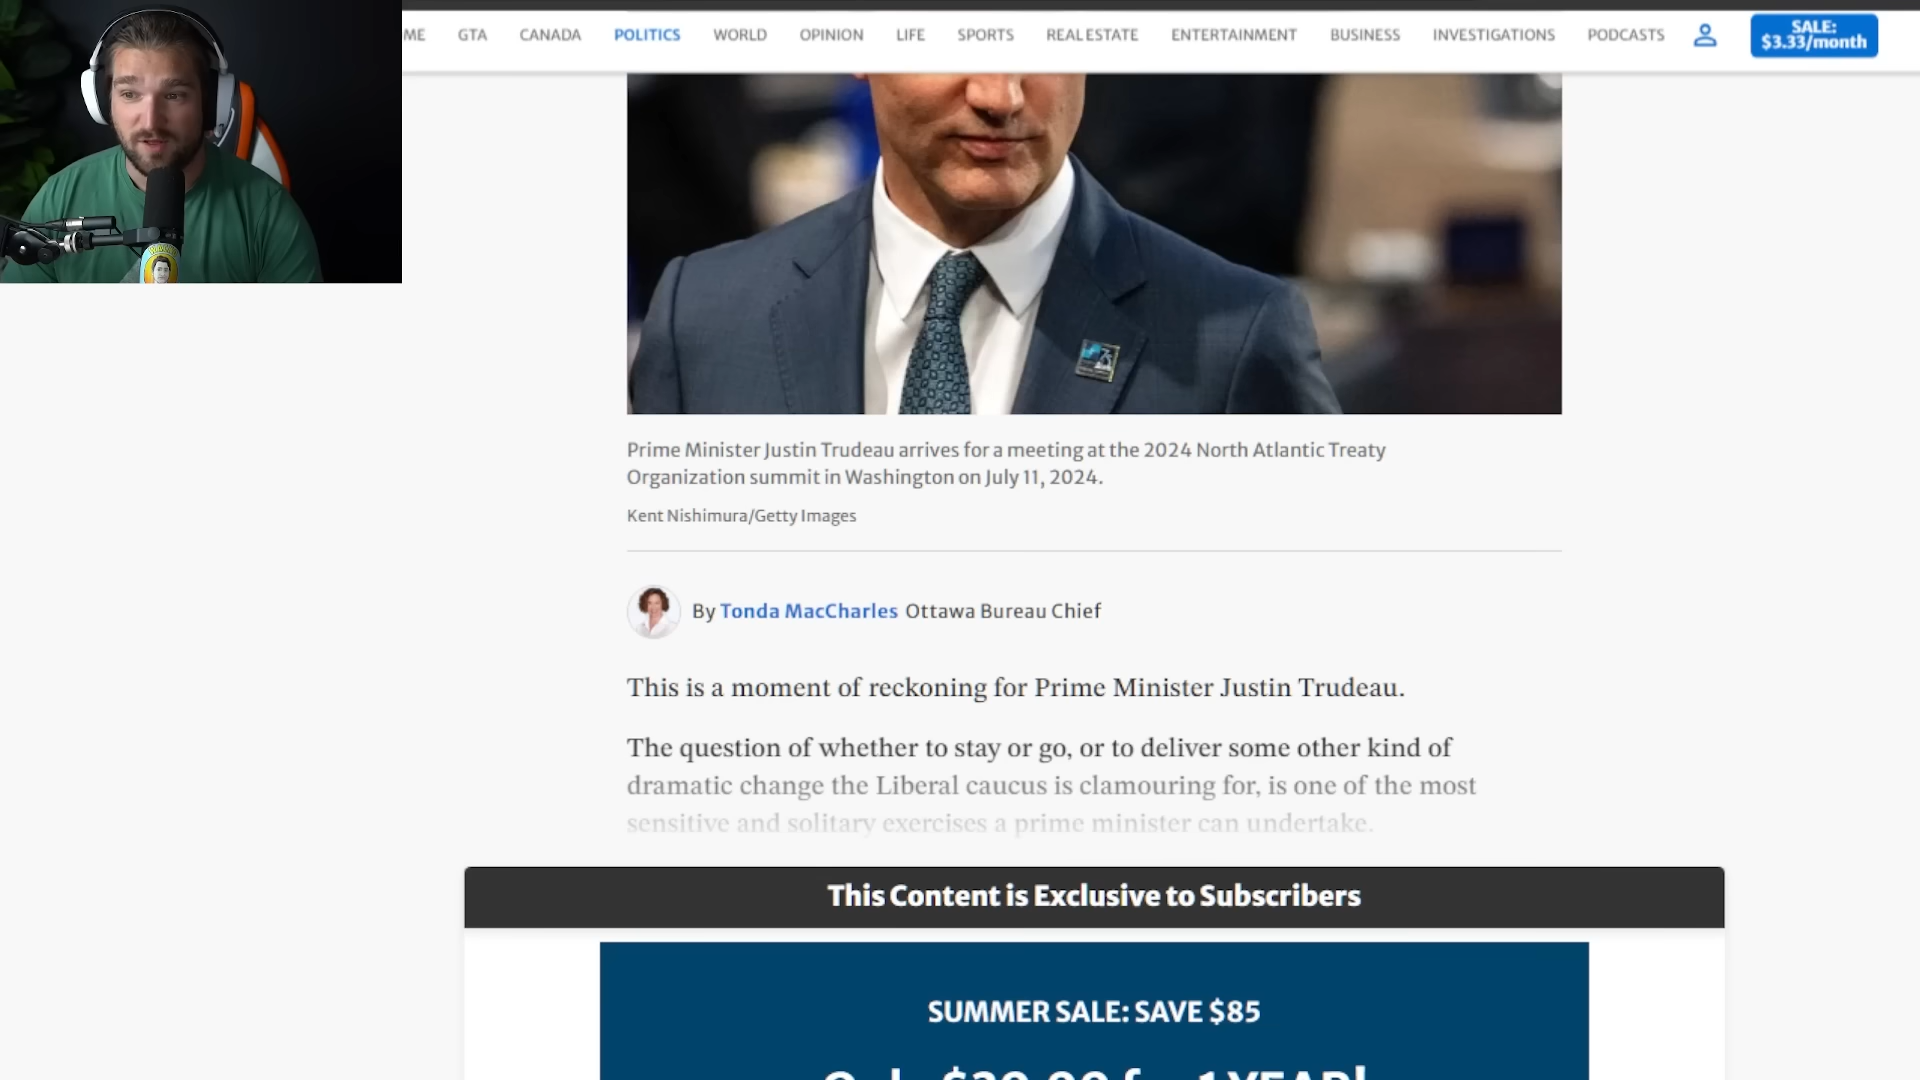 GTA CANADA POLITICS WORLD OPINION LIFE SPORTS REAL ESTATE ENTERTAINMENT BUSINESS INVESTIGATIONS PODCASTS
SALE:
$3.33/month
75
Prime Minister Justin Trudeau arrives for a meeting at the 2024 North Atlantic Treaty
Organization summit in Washington on July 11, 2024.
Kent Nishimura/Getty Images
By Tonda MacCharles Ottawa Bureau Chief
This is a moment of reckoning for Prime Minister Justin Trudeau.
The question of whether to stay or go, or to deliver some other kind of
dramatic change the Liberal caucus is clamouring for, is one of the most
sensitive and solitary exercises a prime minister can undertake.
This Content is Exclusive to Subscribers
SUMMER SALE: SAVE $85